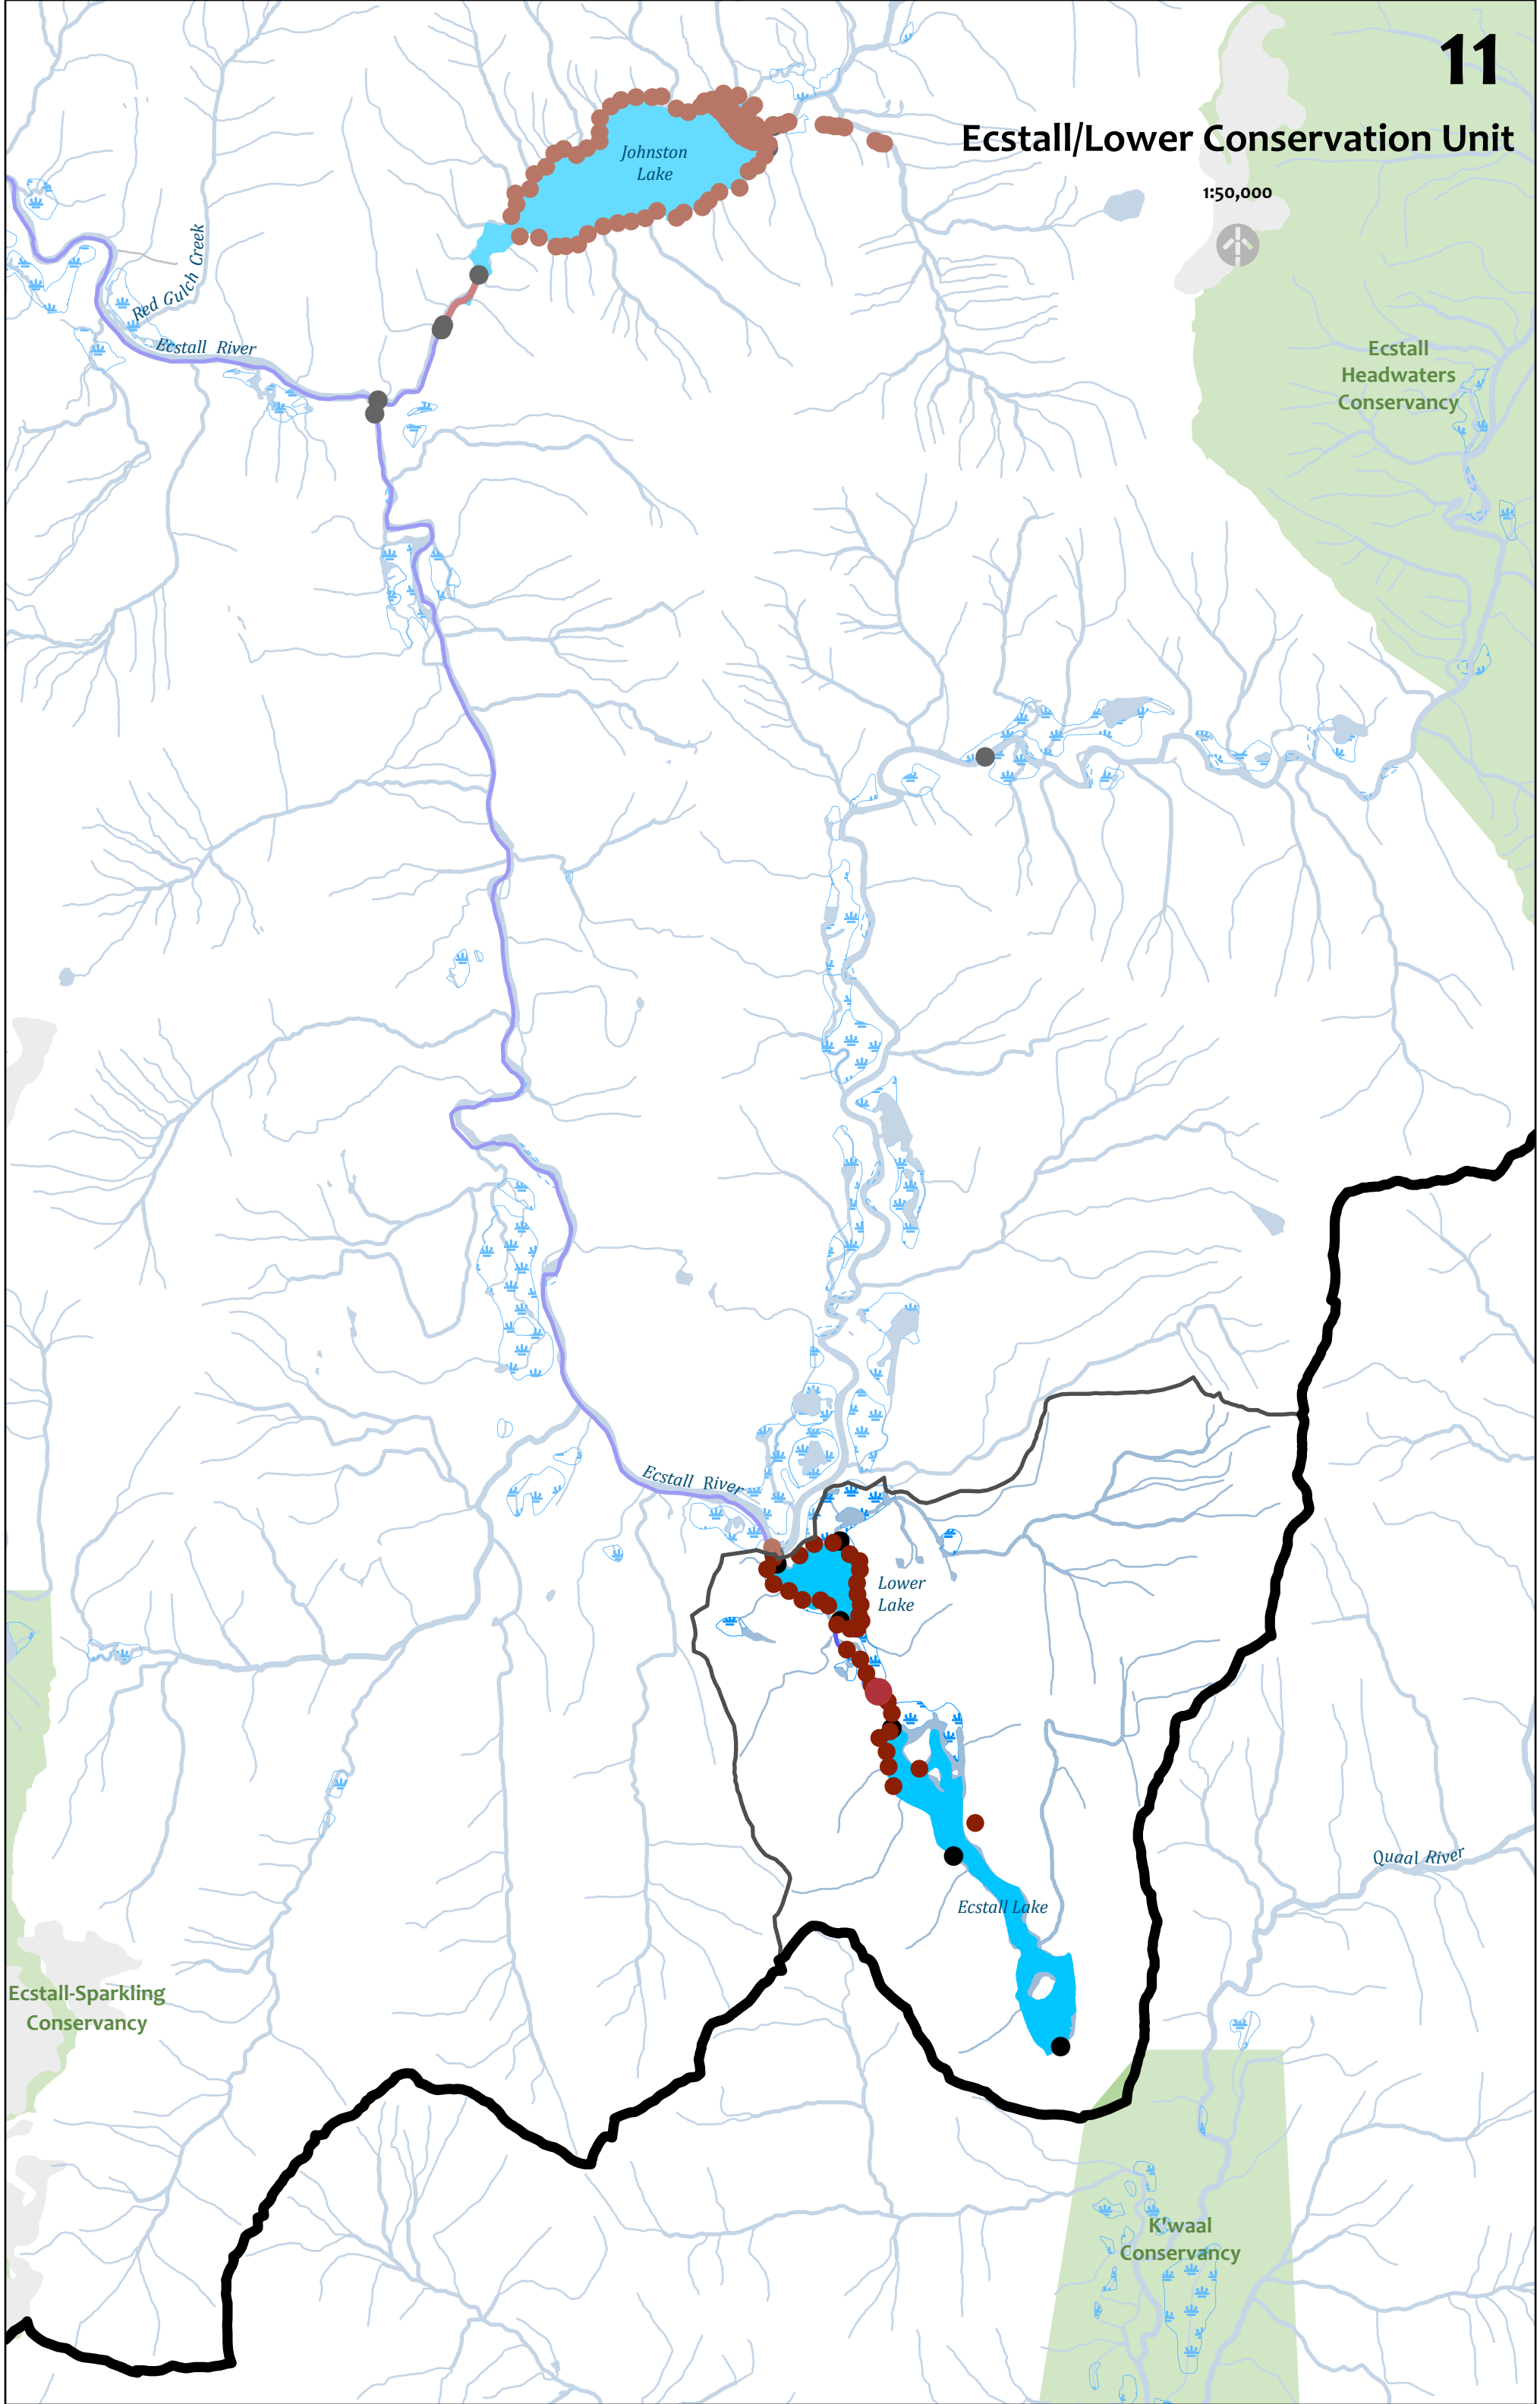 11
Ecstall/Lower Conservation Unit
1:50,000
Johnston
Lake
Red Gulch Creek
Ecstall River
Ecstall
Headwaters
Conservancy
Ecstall River
Lower
Lake
Quaal River
Ecstall Lake
Ecstall-Sparkling
Conservancy
K'waal
Conservancy